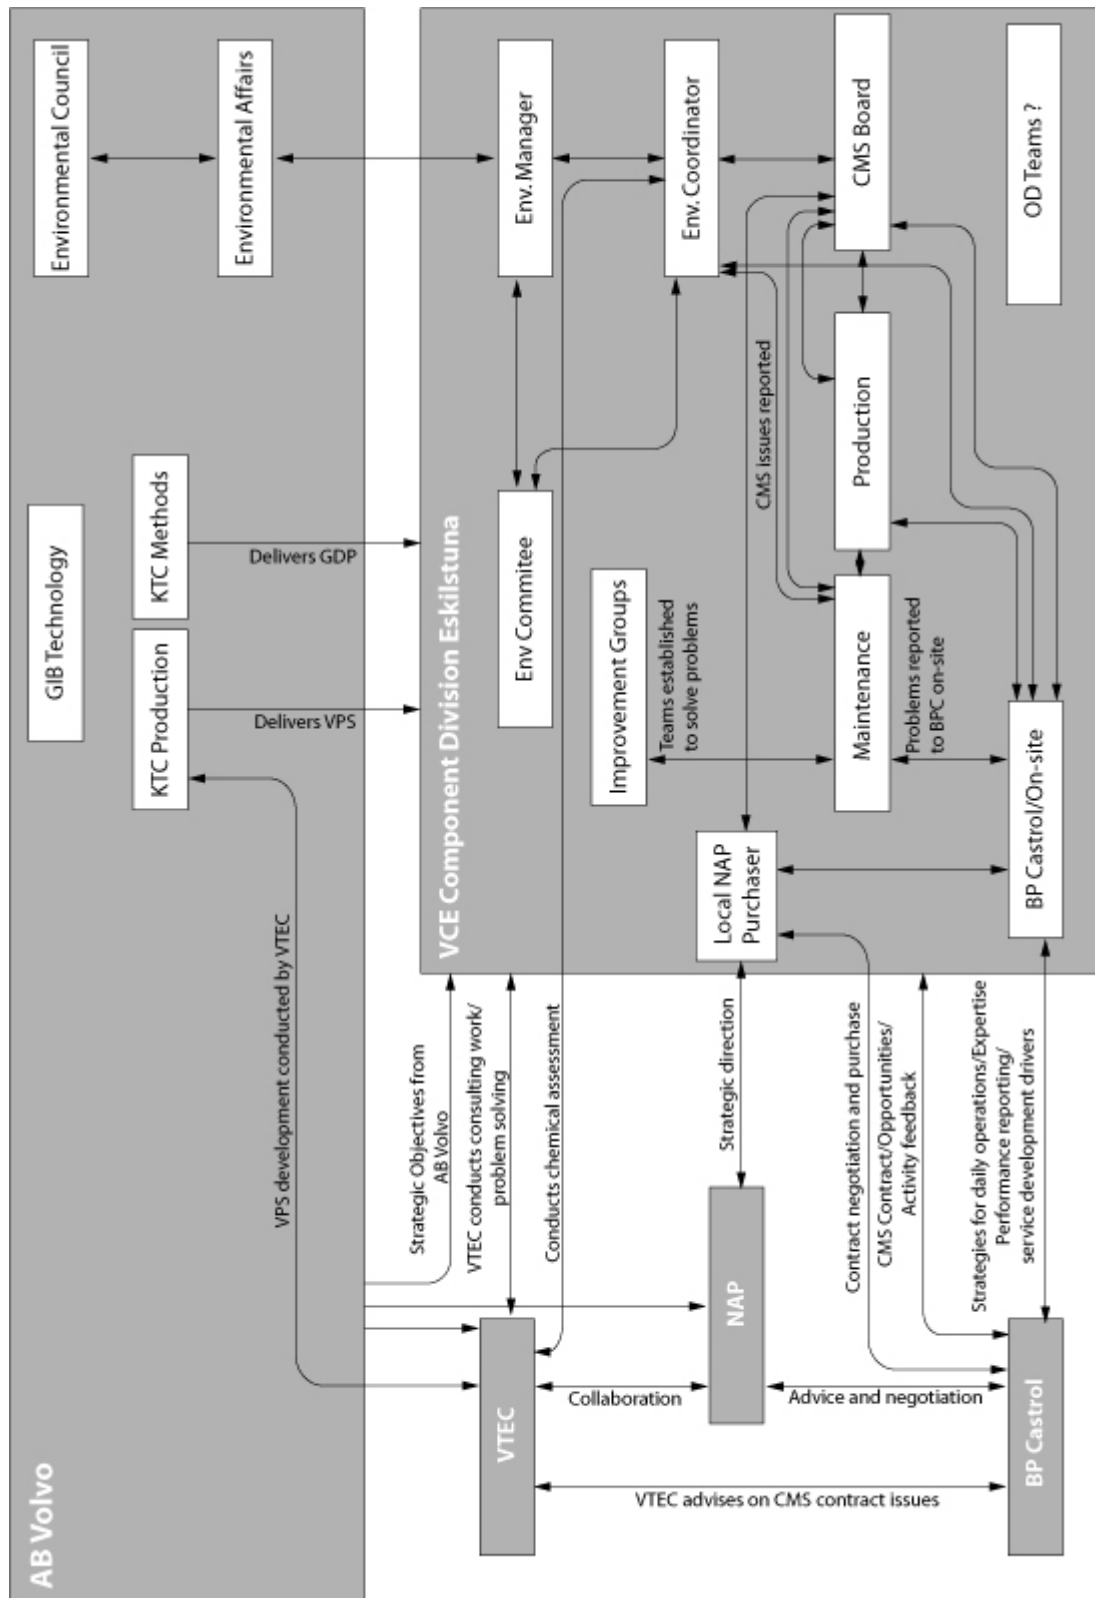 AB Volvo
GIB Technology
Environmental Council
KTC Production
KTC Methods
Environmental Affairs
VPS development conducted by VTEC
Delivers VPS
Delivers GDP
Strategic Objectives from
AB Volvo
VCE Component Division Eskilstuna
VTEC
VTEC conducts consulting work/
problem solving
Env Commitee
Env. Manager
Conducts chemical assessment
Collaboration
Improvement Groups
Teams established
to solve problems
Env. Coordinator
NAP
Strategic direction
Local NAP
Purchaser
CMS issues reported
VTEC advises on CMS contract issues
Advice and negotiation
Contract negotiation and purchase
CMS Contract/Opportunities/
Activity feedback
Maintenance
Production
CMS Board
Problems reported
to BPC on-site
Strategies for daily operations/Expertise
Performance reporting/
service development drivers
BP Castrol
BP Castrol/On-site
OD Teams ?